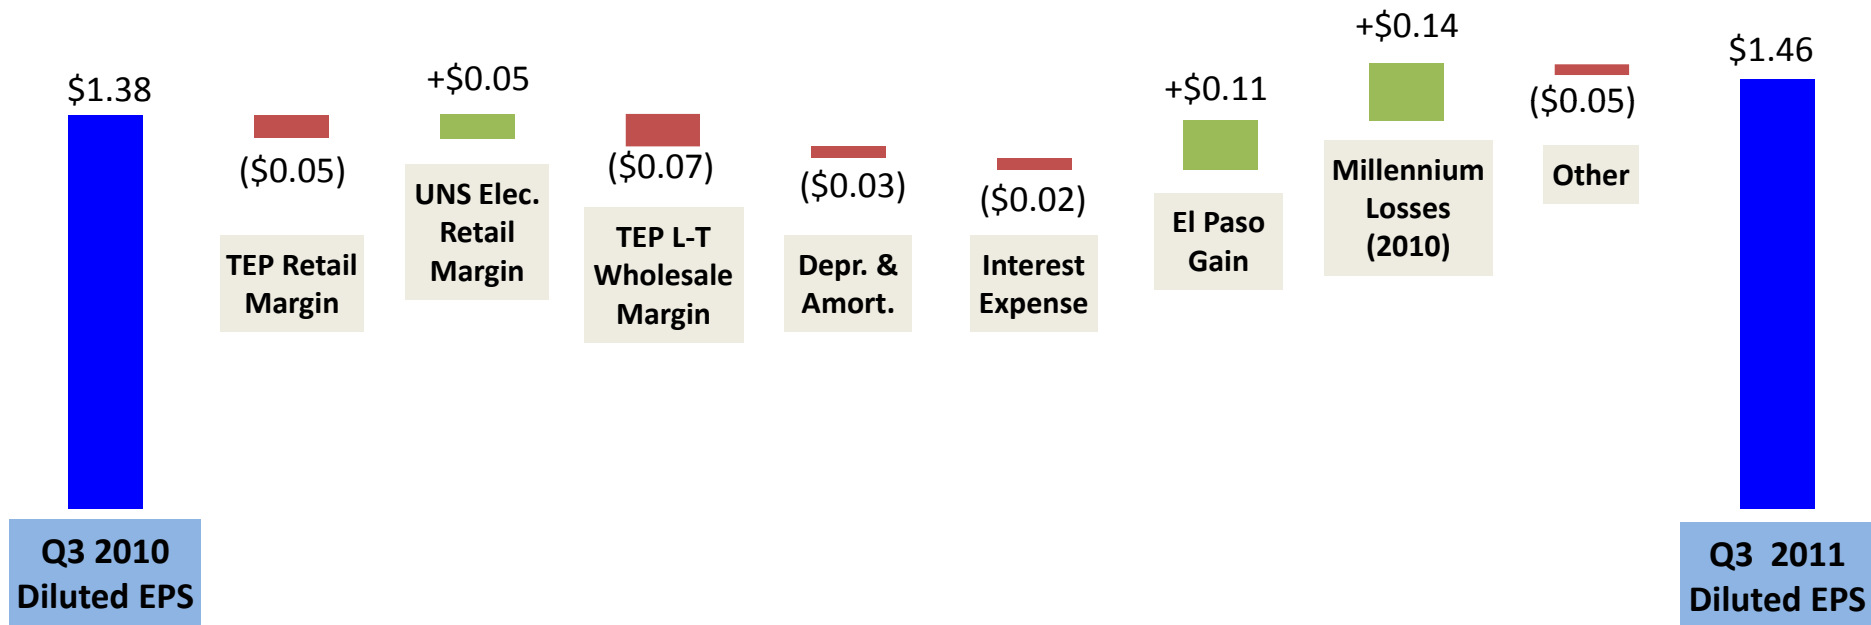 $1.38
Q3 2010
Diluted EPS
($0.05)
TEP Retail
Margin
+$0.05
UNS Elec.
Retail
Margin
($0.07)
TEP L-T
Wholesale
Margin
($0.03)
Depr. &
Amort.
($0.02)
Interest
Expense
+$0.11
El Paso
Gain
+$0.14
Millennium
Losses
(2010)
($0.05)
Other
$1.46
Q3 2011
Diluted EPS